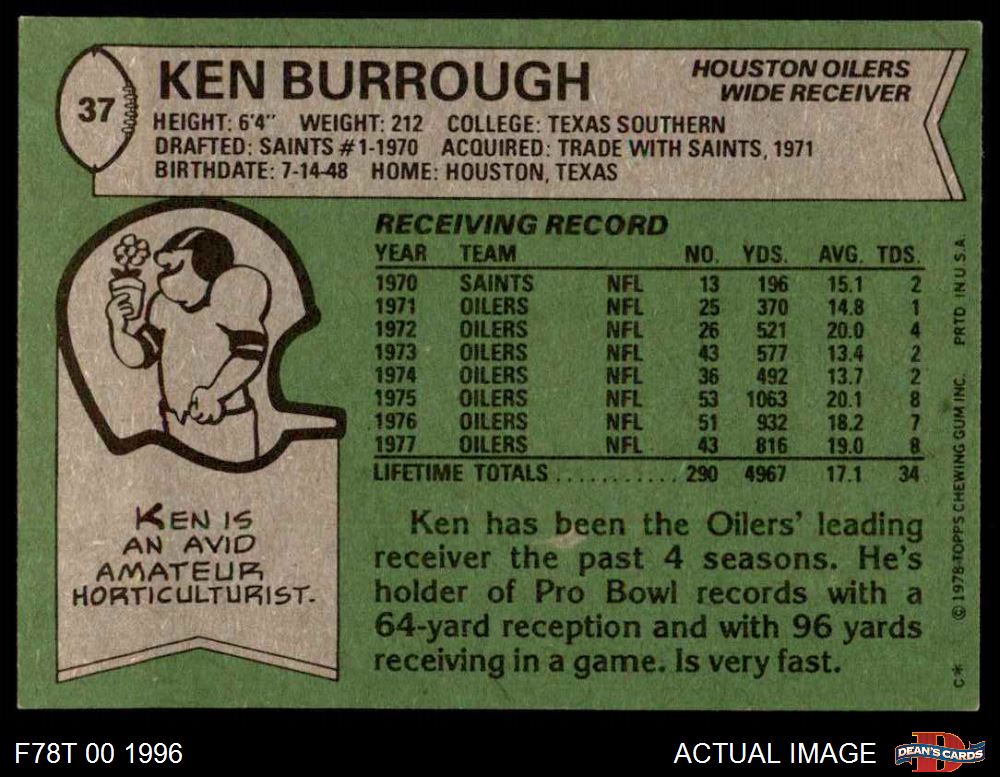 37
KEN BURROUGH
HOUSTON OILERS
WIDE RECEIVER
HEIGHT: 6'4" WEIGHT: 212 COLLEGE: TEXAS SOUTHERN
DRAFTED: SAINTS #1-1970 ACQUIRED: TRADE WITH SAINTS, 1971
BIRTHDATE: 7-14-48 HOME: HOUSTON, TEXAS
RECEIVING RECORD
YEAR TEAM NO. YDS. AVG. TDS.
1970 SAINTS NFL 13 196 15.1 2
1971 OILERS NFL 25 370 14.8 1
1972 OILERS NFL 26 521 20.0 4
1973 OILERS NFL 43 577 13.4 2
1974 OILERS NFL 36 492 13.7 2
1975 OILERS NFL 53 1063 20.1 8
1976 OILERS NFL 51 932 18.2 7
1977 OILERS NFL 43 816 19.0 8
LIFETIME TOTALS ........... 290 4967 17.1 34
KEN IS
AN AVID
AMATEUR
HORTICULTURIST.
Ken has been the Oilers' leading
receiver the past 4 seasons. He's
holder of Pro Bowl records with a
64-yard reception and with 96 yards
receiving in a game. Is very fast.
C* © 1978 TOPPS CHEWING GUM INC. PRTD IN U.S.A.
F78T 00 1996
ACTUAL IMAGE
D
DEAN'S CARDS